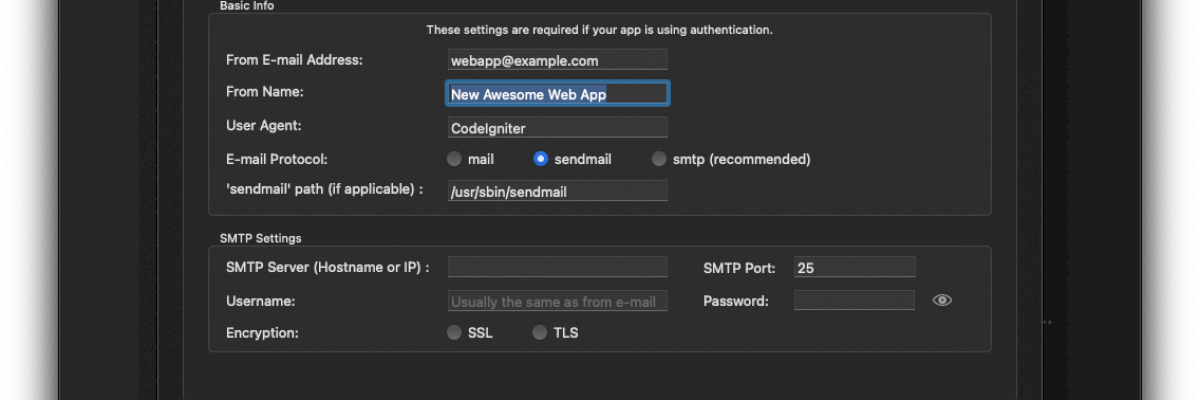 Basic Info
These settings are required if your app is using authentication.
From E-mail Address: webapp@example.com
From Name: New Awesome Web App
User Agent: CodeIgniter
E-mail Protocol: mail sendmail smtp (recommended)
'sendmail' path (if applicable) : /usr/sbin/sendmail
SMTP Settings
SMTP Server (Hostname or IP) : SMTP Port: 25
Username: Usually the same as from e-mail Password:
Encryption: SSL TLS